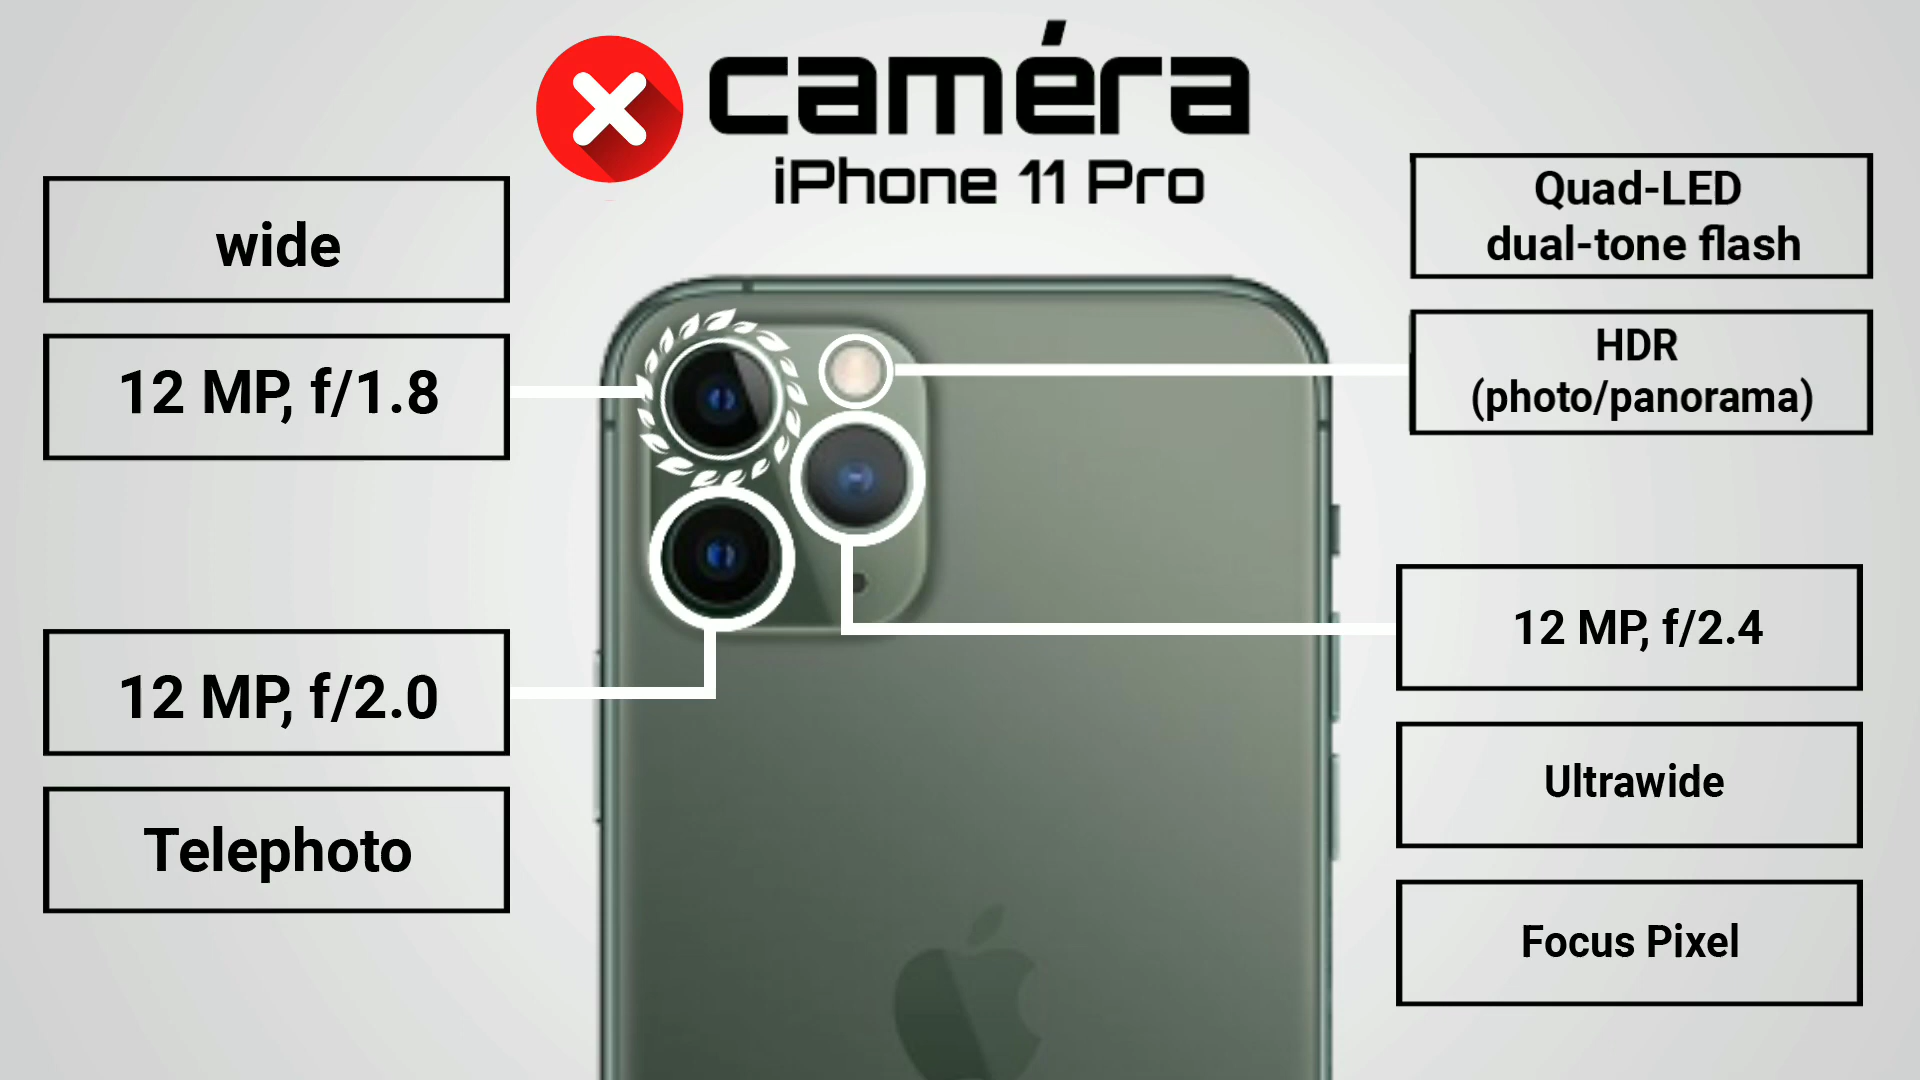 caméra
iPhone 11 Pro
wide
12 MP, f/1.8
12 MP, f/2.0
Telephoto
Quad-LED
dual-tone flash
HDR
(photo/panorama)
12 MP, f/2.4
Ultrawide
Focus Pixel